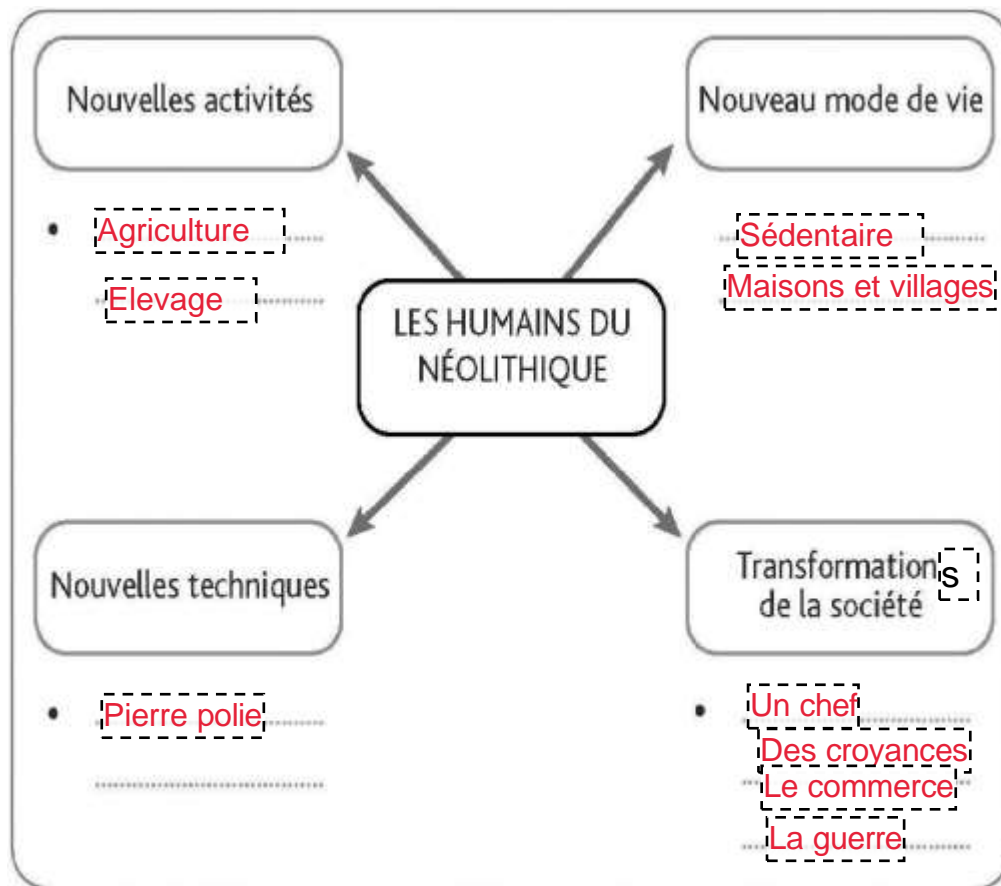 Nouvelles activités
• Agriculture
Elevage
Nouveau mode de vie
Sédentaire
Maisons et villages
LES HUMAINS DU
NÉOLITHIQUE
Nouvelles techniques
• Pierre polie
Transformations
de la société
• Un chef
Des croyances
Le commerce
La guerre